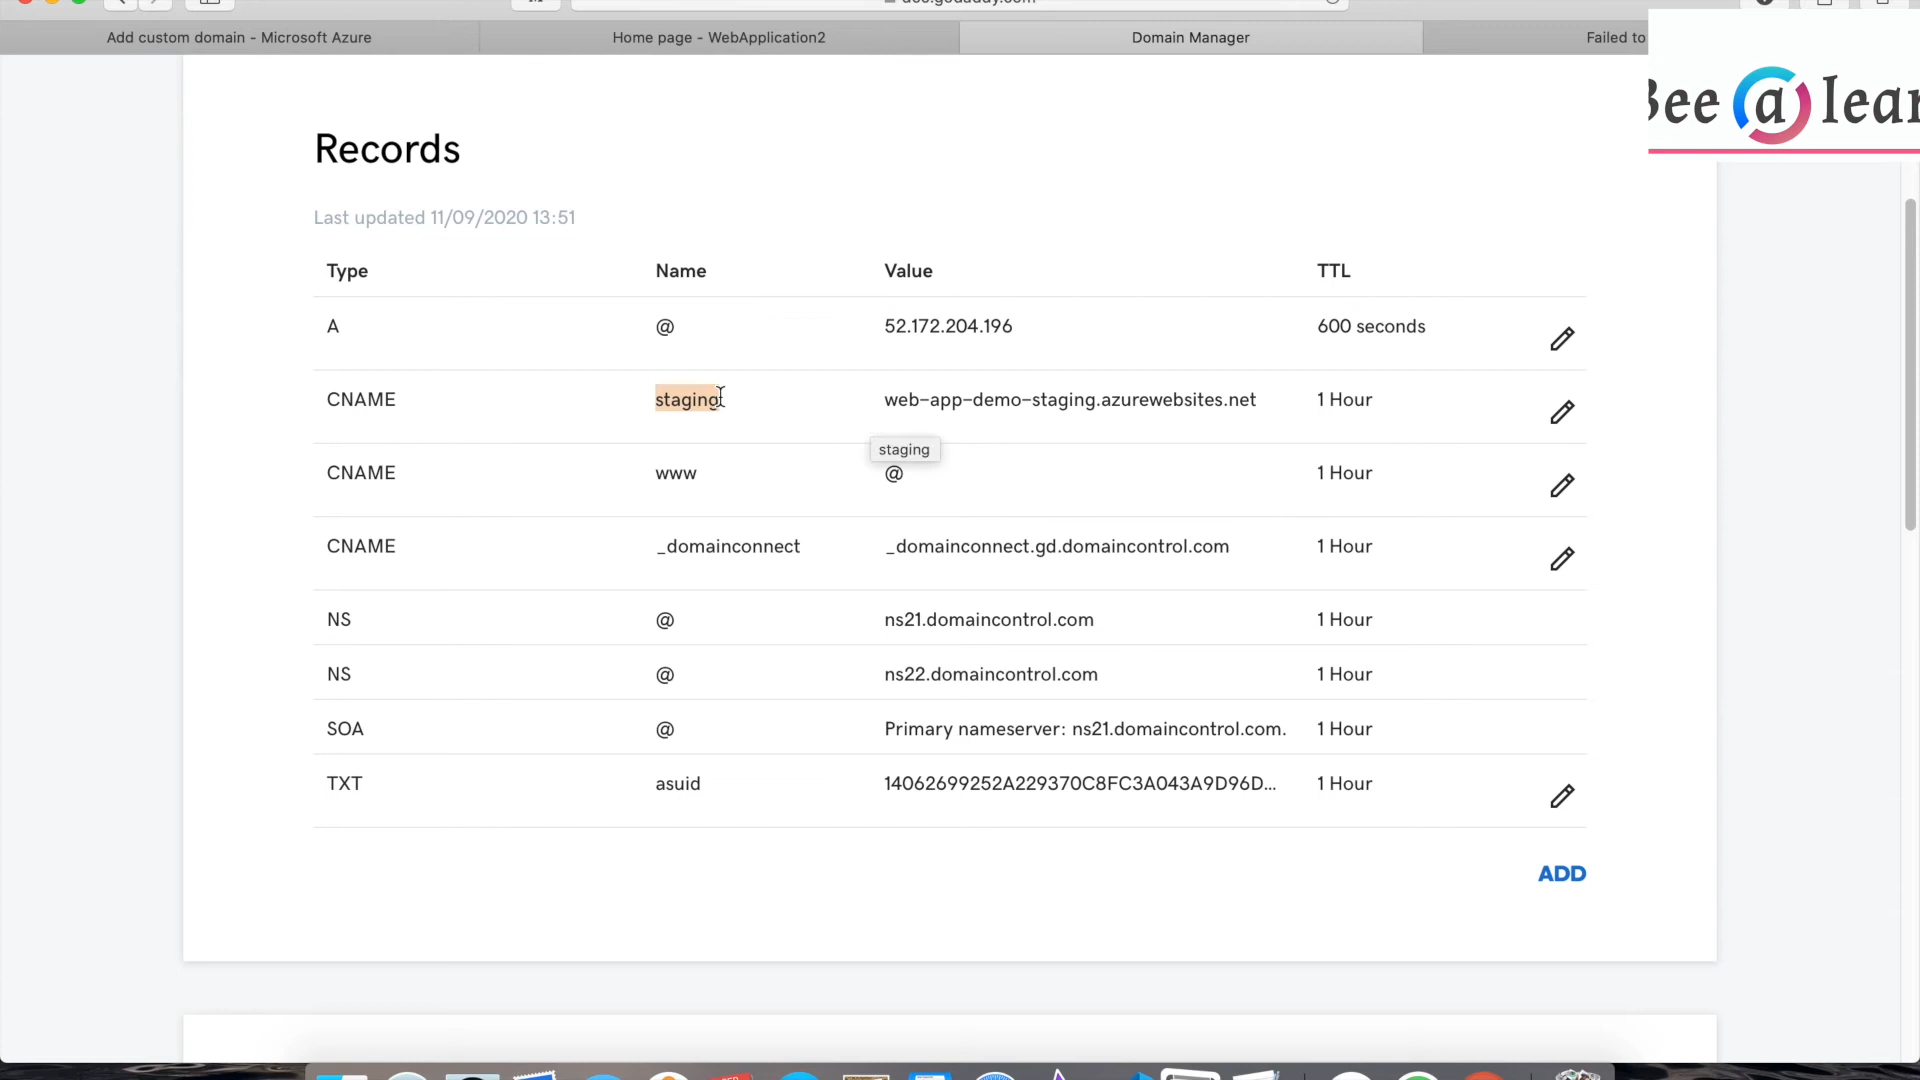 Add custom domain - Microsoft Azure
Home page - WebApplication2
Domain Manager
Failed to
Bee @ lear
Records
Last updated 11/09/2020 13:51
Type Name Value TTL
A @ 52.172.204.196 600 seconds
CNAME staging web-app-demo-staging.azurewebsites.net 1 Hour
staging
CNAME www @ 1 Hour
CNAME _domainconnect _domainconnect.gd.domaincontrol.com 1 Hour
NS @ ns21.domaincontrol.com 1 Hour
NS @ ns22.domaincontrol.com 1 Hour
SOA @ Primary nameserver: ns21.domaincontrol.com. 1 Hour
TXT asuid 14062699252A229370C8FC3A043A9D96D... 1 Hour
ADD